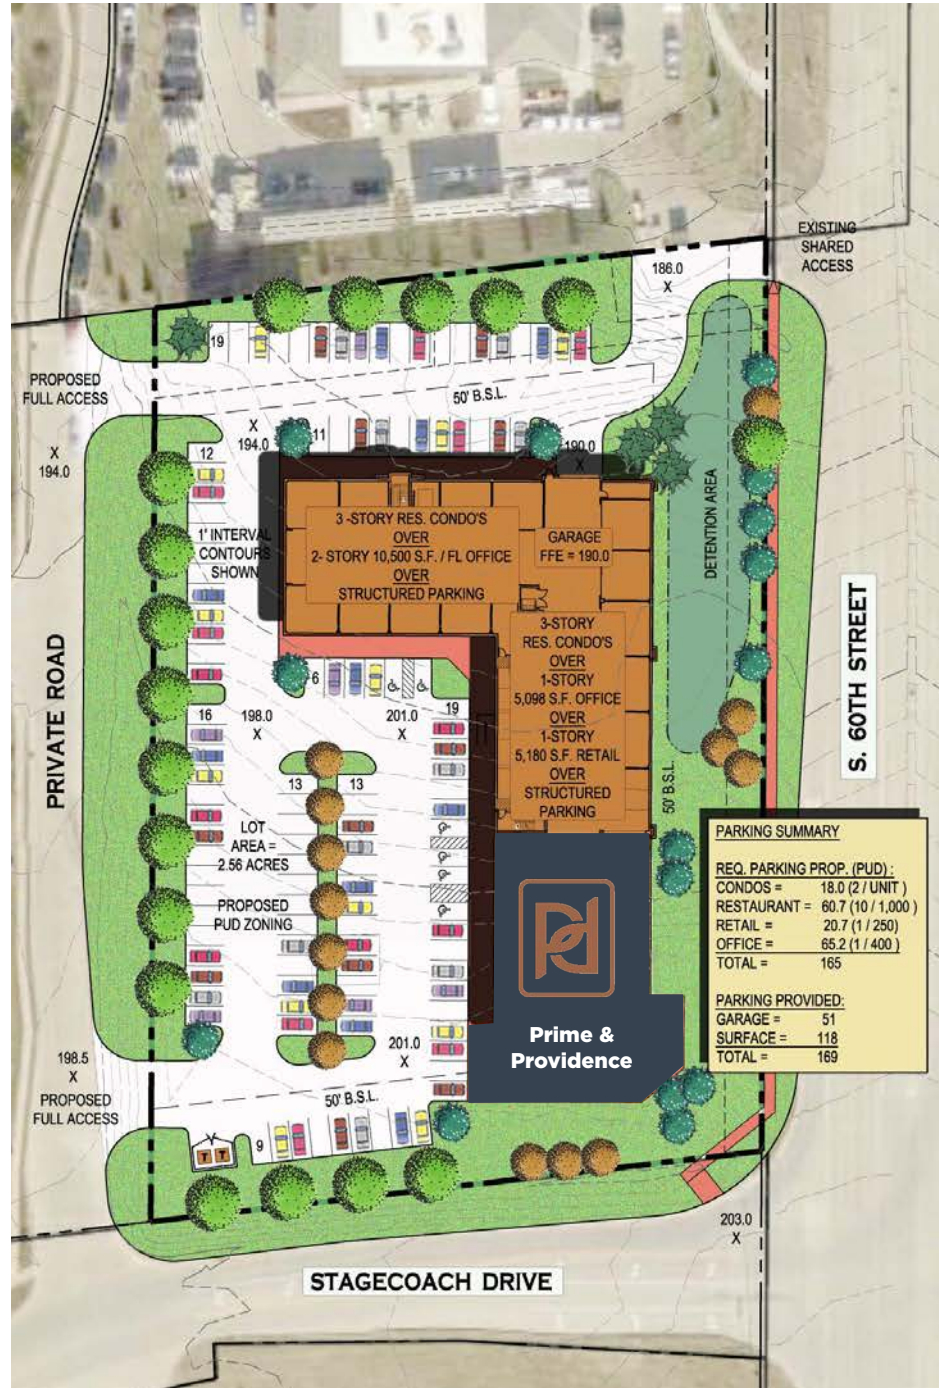 EXISTING
SHARED
ACCESS
186.0
X
19
PROPOSED
FULL ACCESS
50' B.S.L.
X
194.0
11
190.0
X
X
194.0
12
1' INTERVAL
CONTOURS
SHOWN
3 -STORY RES. CONDO'S
OVER
2- STORY 10,500 S.F. / FL OFFICE
OVER
STRUCTURED PARKING
GARAGE
FFE = 190.0
DETENTION AREA
3-STORY
RES. CONDO'S
OVER
1-STORY
5,098 S.F. OFFICE
OVER
1-STORY
5,180 S.F. RETAIL
OVER
STRUCTURED
PARKING
PRIVATE ROAD
S. 60TH STREET
6
16
198.0
X
201.0
X
19
13
13
50' B.S.L.
LOT
AREA =
2.56 ACRES
PROPOSED
PUD ZONING
PARKING SUMMARY
REQ. PARKING PROP. (PUD) :
CONDOS = 18.0 (2 / UNIT )
RESTAURANT = 60.7 (10 / 1,000 )
RETAIL = 20.7 (1 / 250)
OFFICE = 65.2 (1 / 400 )
TOTAL = 165
PARKING PROVIDED:
GARAGE = 51
SURFACE = 118
TOTAL = 169
Prime &
Providence
201.0
X
198.5
X
PROPOSED
FULL ACCESS
50' B.S.L.
9
T T
203.0
X
STAGECOACH DRIVE